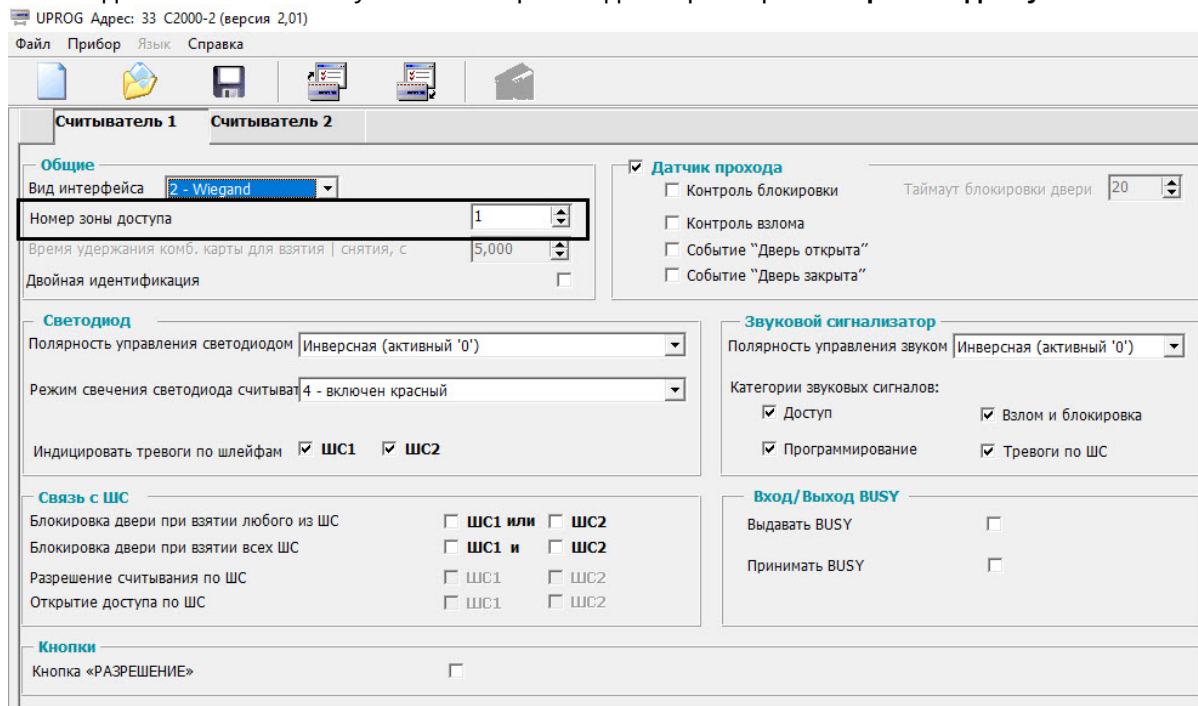 UPROG Адрес: 33 С2000-2 (версия 2,01)
Файл Прибор Язык Справка
Считыватель 1 Считыватель 2
Общие
Вид интерфейса 2 - Wiegand
Номер зоны доступа 1
Время удержания комб. карты для взятия | снятия, с 5,000
Двойная идентификация
Датчик прохода
Контроль блокировки Таймаут блокировки двери 20
Контроль взлома
Событие "Дверь открыта"
Событие "Дверь закрыта"
Светодиод
Полярность управления светодиодом Инверсная (активный '0')
Режим свечения светодиода считыват 4 - включен красный
Индицировать тревоги по шлейфам ШС1 ШС2
Звуковой сигнализатор
Полярность управления звуком Инверсная (активный '0')
Категории звуковых сигналов:
Доступ Взлом и блокировка
Программирование Тревоги по ШС
Связь с ШС
Блокировка двери при взятии любого из ШС ШС1 или ШС2
Блокировка двери при взятии всех ШС ШС1 и ШС2
Разрешение считывания по ШС ШС1 ШС2
Открытие доступа по ШС ШС1 ШС2
Вход/Выход BUSY
Выдавать BUSY
Принимать BUSY
Кнопки
Кнопка «РАЗРЕШЕНИЕ»